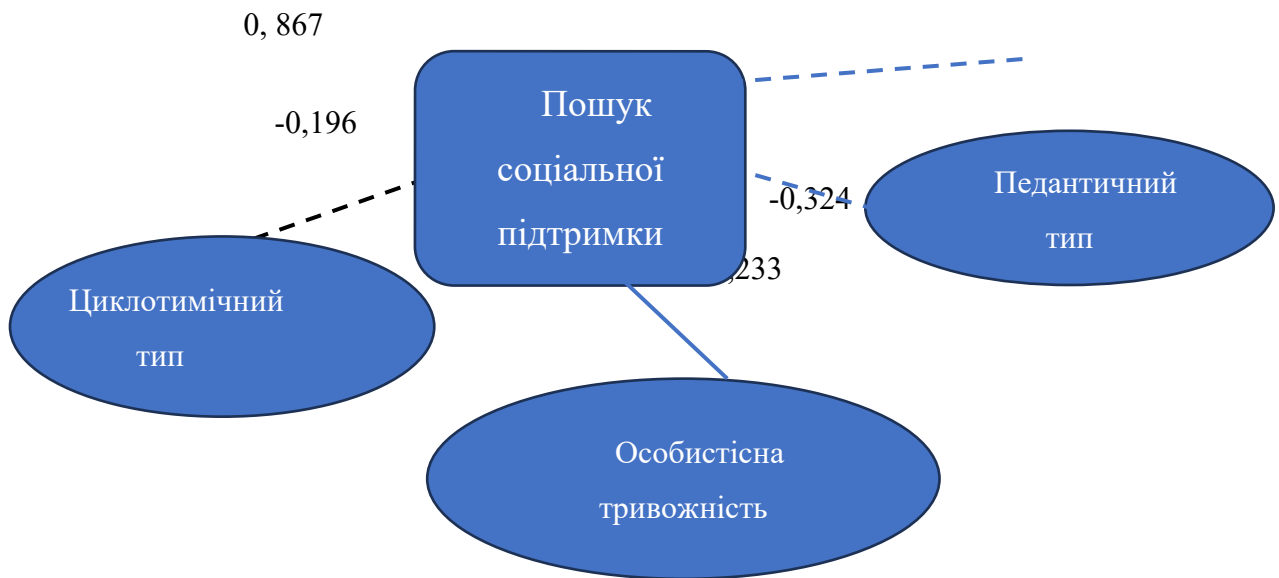 0, 867
Пошук
соціальної
підтримки
-0,196
Педантичний
тип
-0,324
,233
Циклотимічний
тип
Особистісна
тривожність